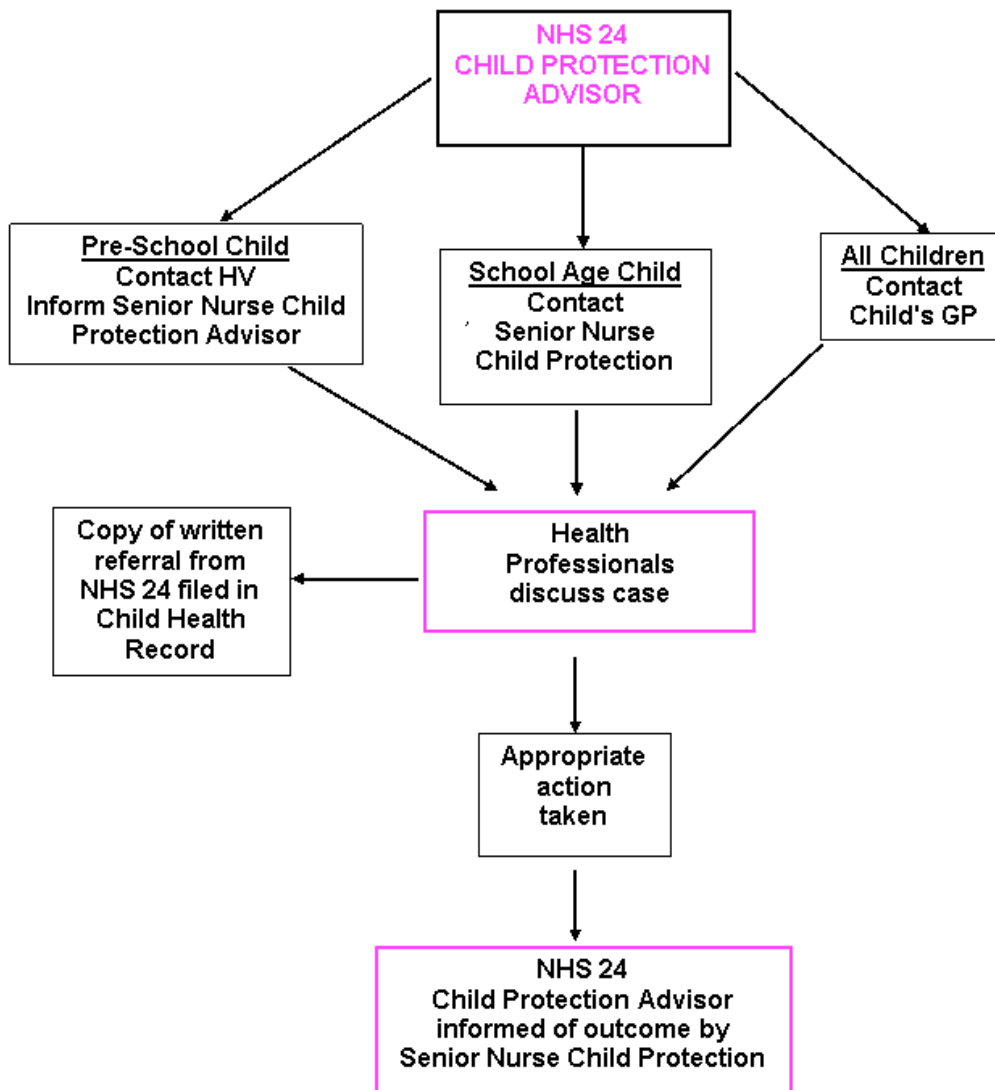 NHS 24
CHILD PROTECTION
ADVISOR
Pre-School Child
Contact HV
Inform Senior Nurse Child
Protection Advisor
School Age Child
Contact
Senior Nurse
Child Protection
All Children
Contact
Child's GP
Copy of written
referral from
NHS 24 filed in
Child Health
Record
Health
Professionals
discuss case
Appropriate
action
taken
NHS 24
Child Protection Advisor
informed of outcome by
Senior Nurse Child Protection